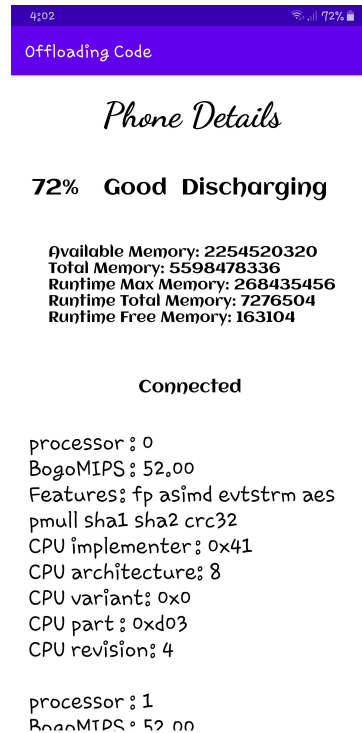 4:02 72%
Offloading Code
Phone Details
72% Good Discharging
Available Memory: 2254520320
Total Memory: 5598478336
Runtime Max Memory: 268435456
Runtime Total Memory: 7276504
Runtime Free Memory: 163104
Connected
processor : 0
BogoMIPS : 52.00
Features: fp asimd evtstrm aes
pmull sha1 sha2 crc32
CPU implementer : 0x41
CPU architecture: 8
CPU variant: 0x0
CPU part : 0xd03
CPU revision: 4
processor : 1
BogoMIPS : 52.00